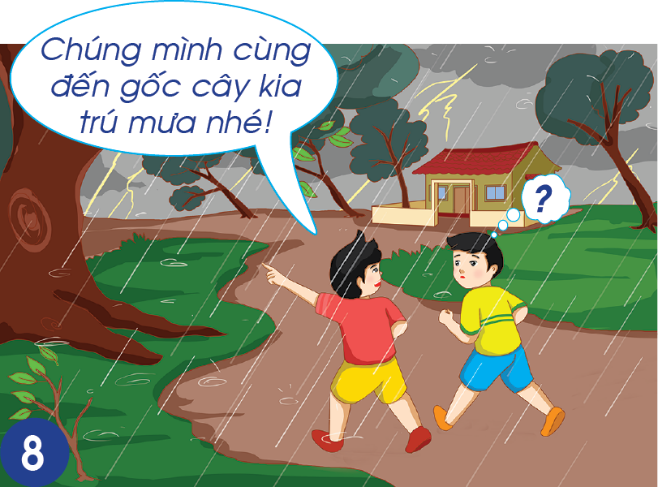 Chúng mình cùng
đến gốc cây kia
trú mưa nhé!
?
8